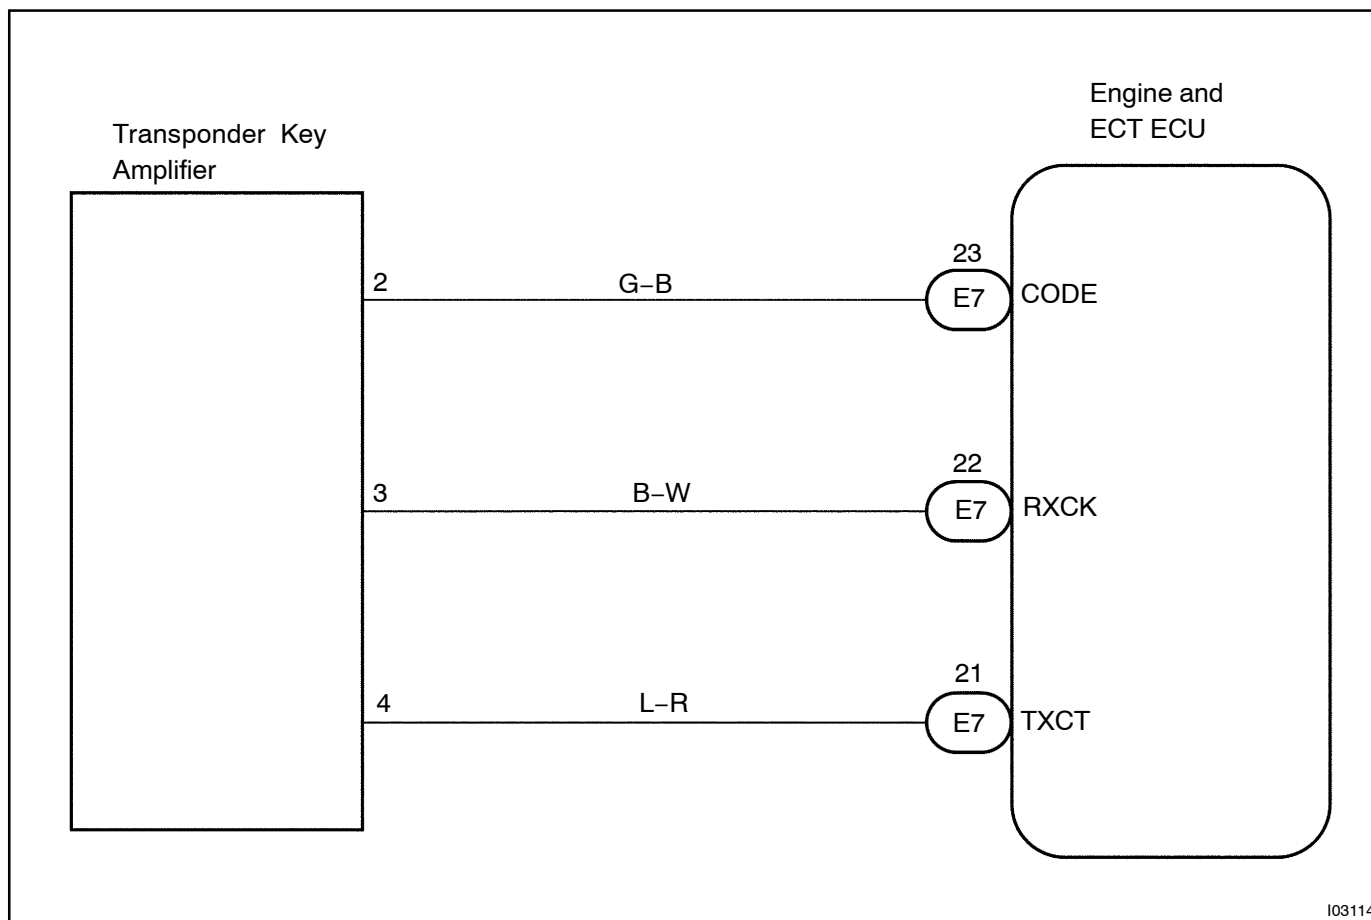 Engine and
ECT ECU
Transponder Key
Amplifier
2
G−B
23
E7
CODE
3
B−W
22
E7
RXCK
4
L−R
21
E7
TXCT
I03114